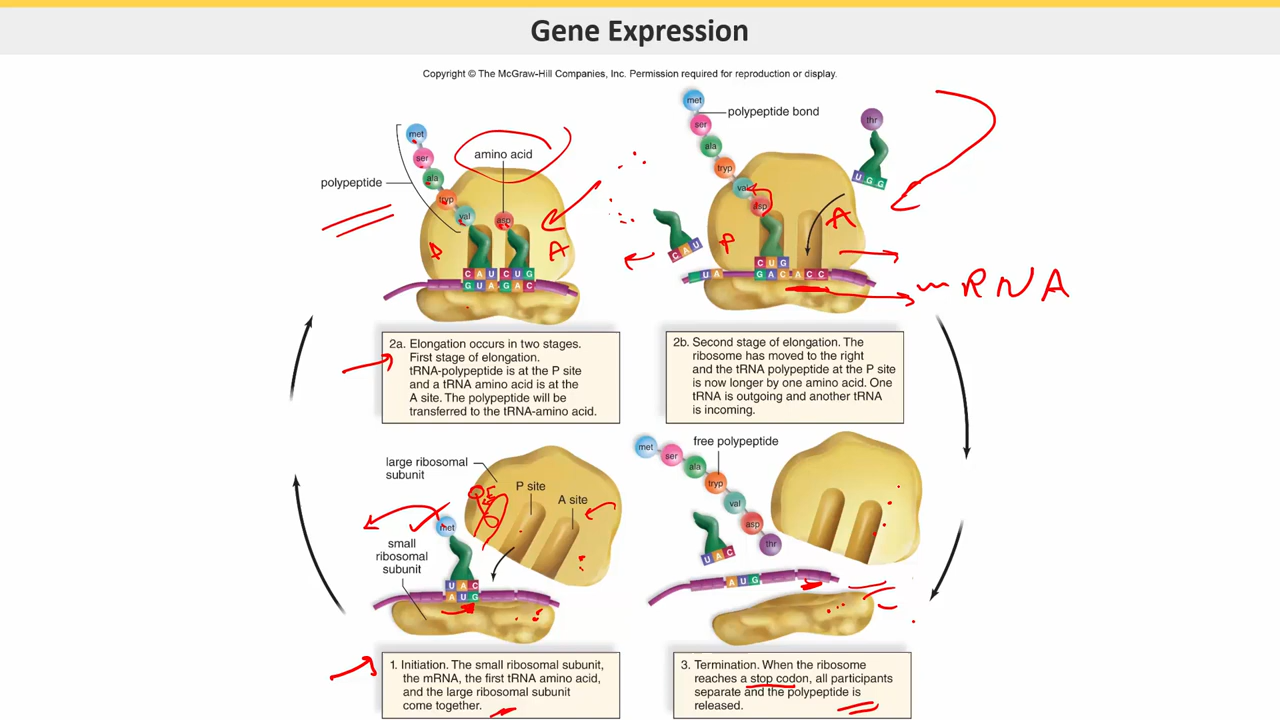 Gene Expression
Copyright © The McGraw-Hill Companies, Inc. Permission required for reproduction or display.
met
ser
ala
tryp
val
asp
amino acid
polypeptide
P
A
C A U C U G
G U A G A C
met
ser
ala
tryp
val
asp
polypeptide bond
thr
U G G
C A U
P
A
C U G
U A
G A C A C C
mRNA
2a. Elongation occurs in two stages.
First stage of elongation.
tRNA-polypeptide is at the P site
and a tRNA amino acid is at the
A site. The polypeptide will be
transferred to the tRNA-amino acid.
2b. Second stage of elongation. The
ribosome has moved to the right
and the tRNA polypeptide at the P site
is now longer by one amino acid. One
tRNA is outgoing and another tRNA
is incoming.
large ribosomal
subunit
P site
A site
met
small
ribosomal
subunit
U A C
A U G
met
ser
ala
tryp
val
asp
thr
free polypeptide
U A C
A U G
1. Initiation. The small ribosomal subunit,
the mRNA, the first tRNA amino acid,
and the large ribosomal subunit
come together.
3. Termination. When the ribosome
reaches a stop codon, all participants
separate and the polypeptide is
released.